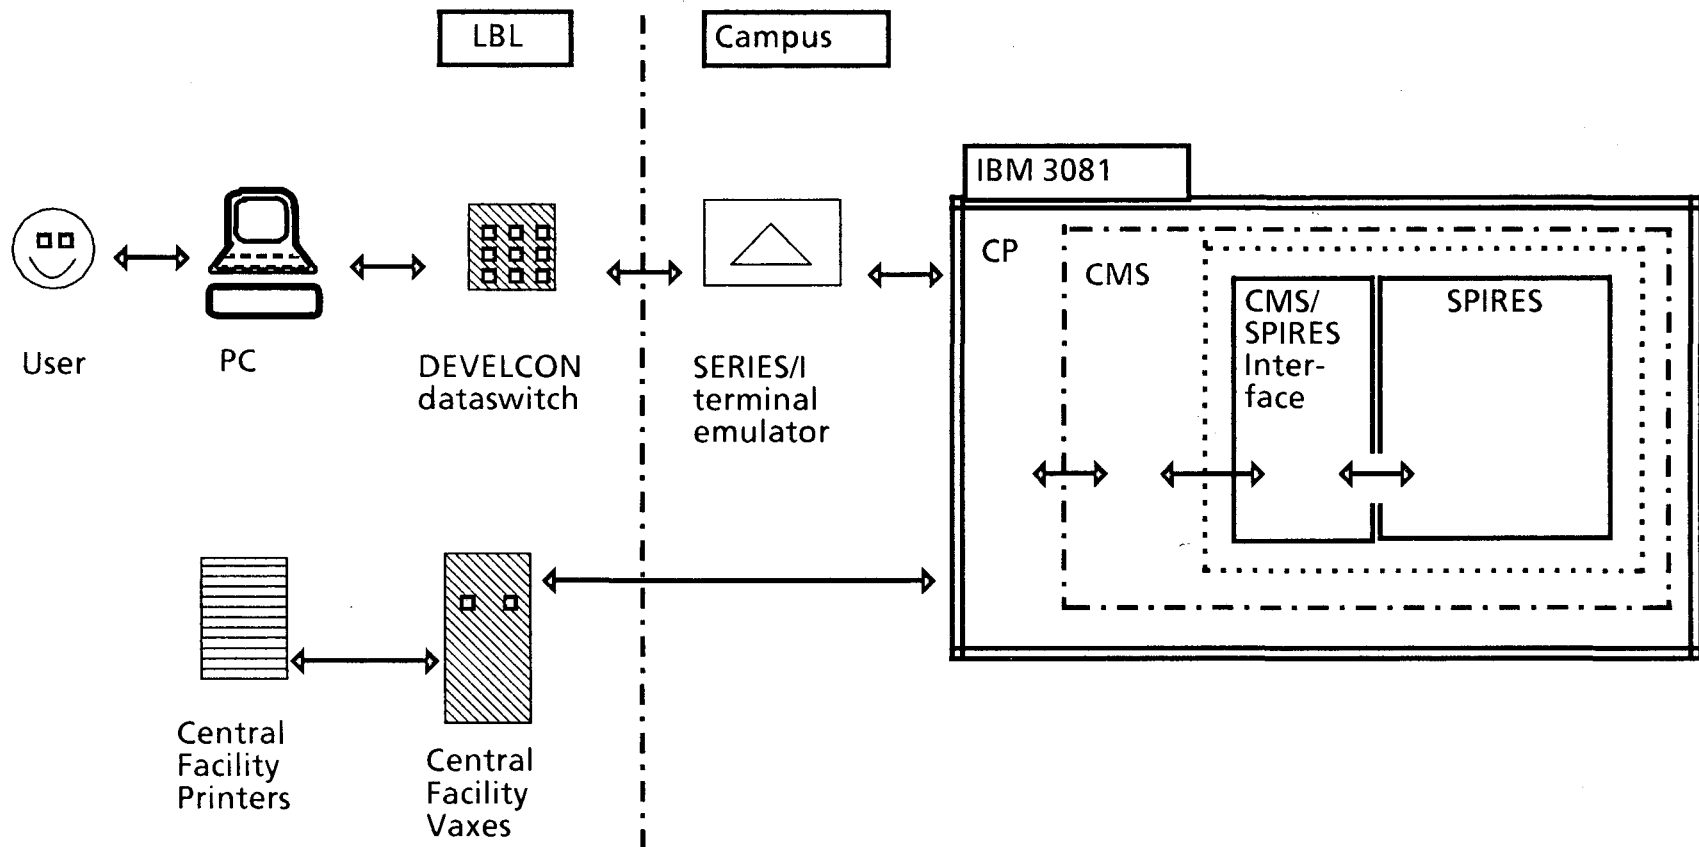 LBL
Campus
IBM 3081
CP
CMS
CMS/
SPIRES
Inter-
face
SPIRES
User
PC
DEVELCON
dataswitch
SERIES/I
terminal
emulator
Central
Facility
Printers
Central
Facility
Vaxes